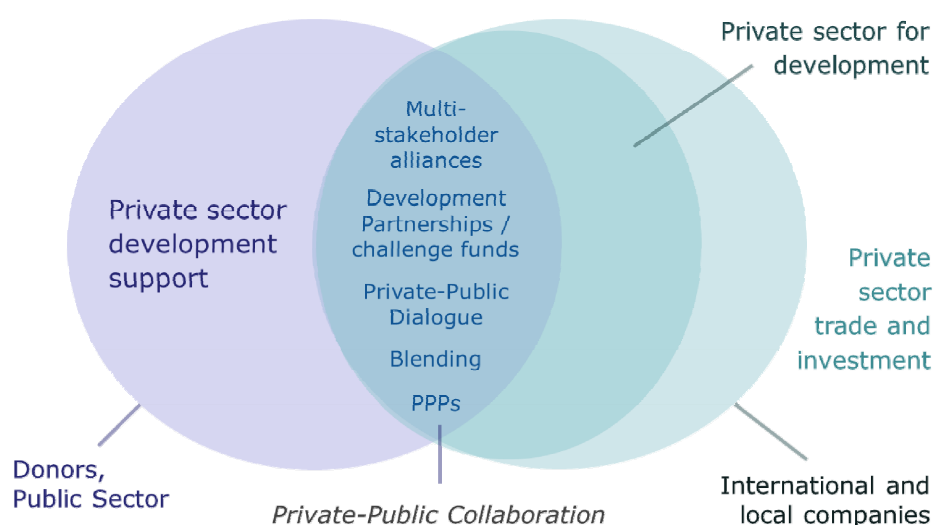 Private sector for
development
Multi-
stakeholder
alliances
Development
Partnerships /
challenge funds
Private-Public
Dialogue
Blending
PPPs
Private sector
development
support
Private
sector
trade and
investment
Donors,
Public Sector
Private-Public Collaboration
International and
local companies